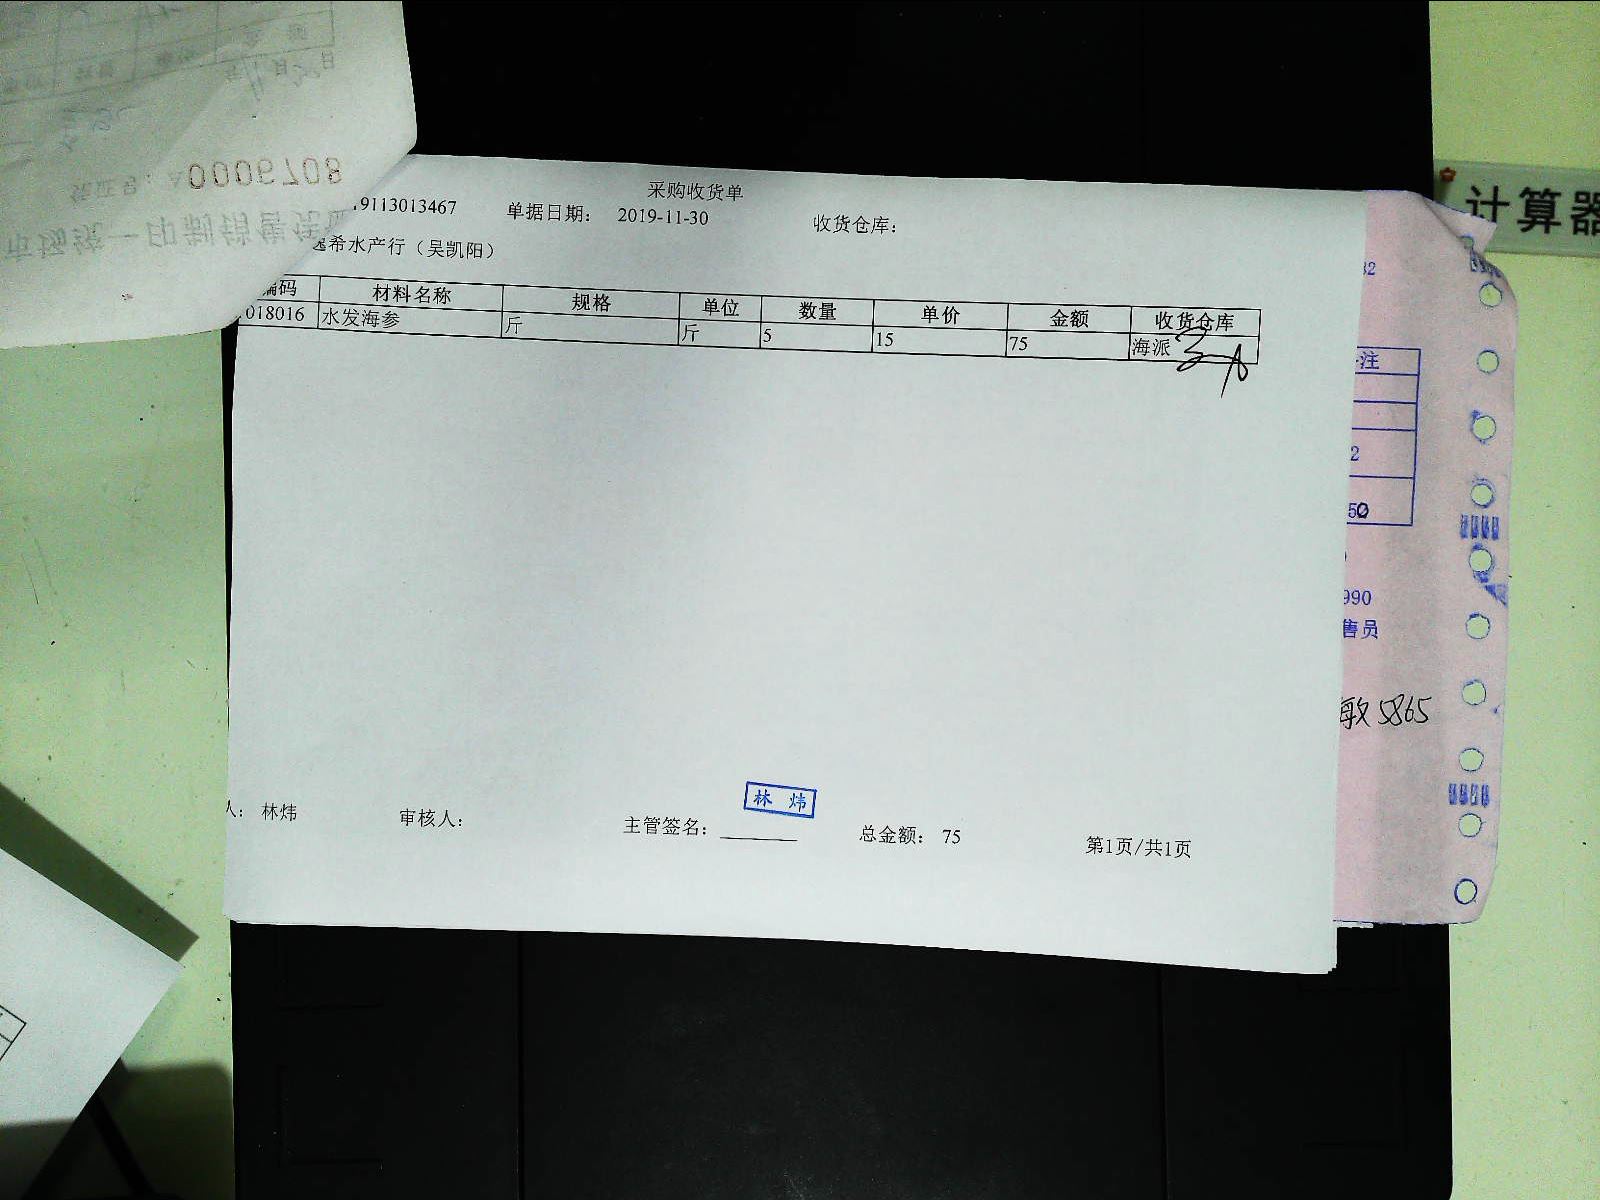 采购收货单
19113013467 单据日期： 2019-11-30 收货仓库：
希水产行（吴凯阳）
编码 材料名称 规格 单位 数量 单价 金额 收货仓库
018016 水发海参 斤 斤 5 15 75 海派
林炜
人： 林炜 审核人： 主管签名： 总金额： 75 第1页/共1页
A0006708
计算器
32
注
2
50
990
售员
敏 5865